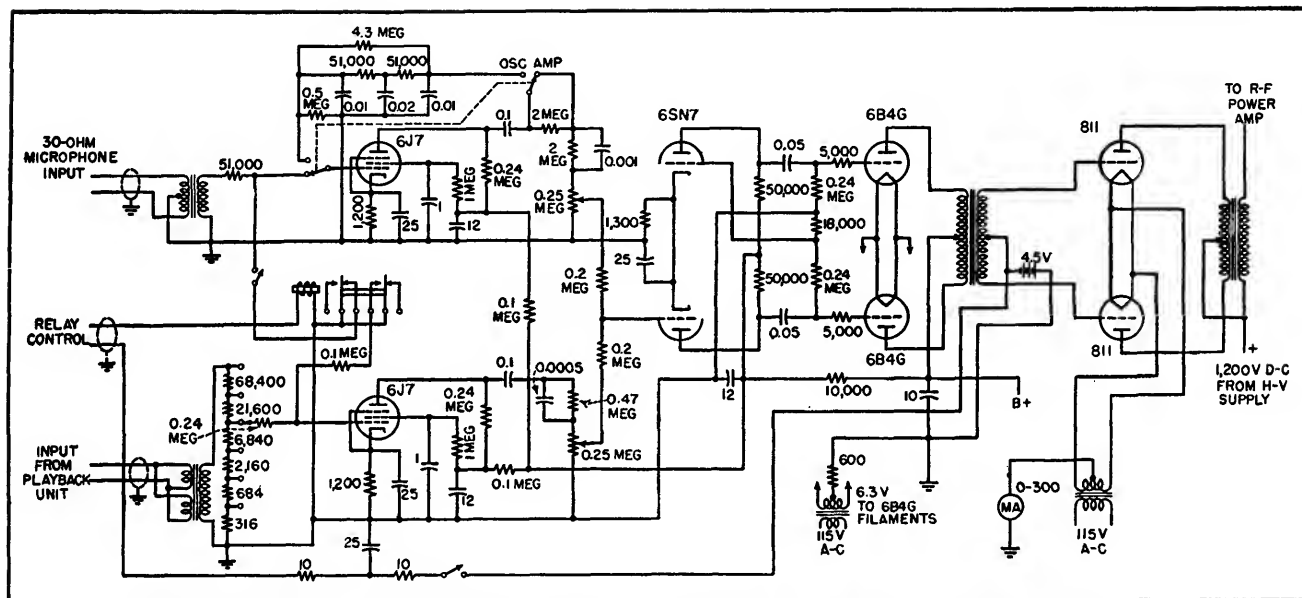 4.3 MEG
51,000
51,000
OSC AMP
0.5
MEG
0.01
0.02
0.01
30-OHM
MICROPHONE
INPUT
51,000
6J7
0.1
2MEG
2
MEG
0.001
0.24
MEG
1 MEG
0.25
MEG
1,200
25
1
12
6SN7
0.05
5,000
6B4G
0.24
MEG
50,000
18,000
1,300
25
50,000
0.24
MEG
0.05
5,000
6B4G
4.5V
811
811
TO R-F
POWER
AMP
+
1,200V D-C
FROM H-V
SUPPLY
0.2
MEG
0.2
MEG
0.1
MEG
RELAY
CONTROL
0.1 MEG
68,400
21,600
0.24
MEG
6,840
2,160
684
316
INPUT
FROM
PLAYBACK
UNIT
6J7
0.24
MEG
0.1
0.0005
0.47
MEG
0.25 MEG
1 MEG
0.1 MEG
1,200
25
1
12
25
10
10
12
10,000
10
B+
600
6.3 V
TO 6B4G
FILAMENTS
115V
A-C
0-300
MA
115V
A-C